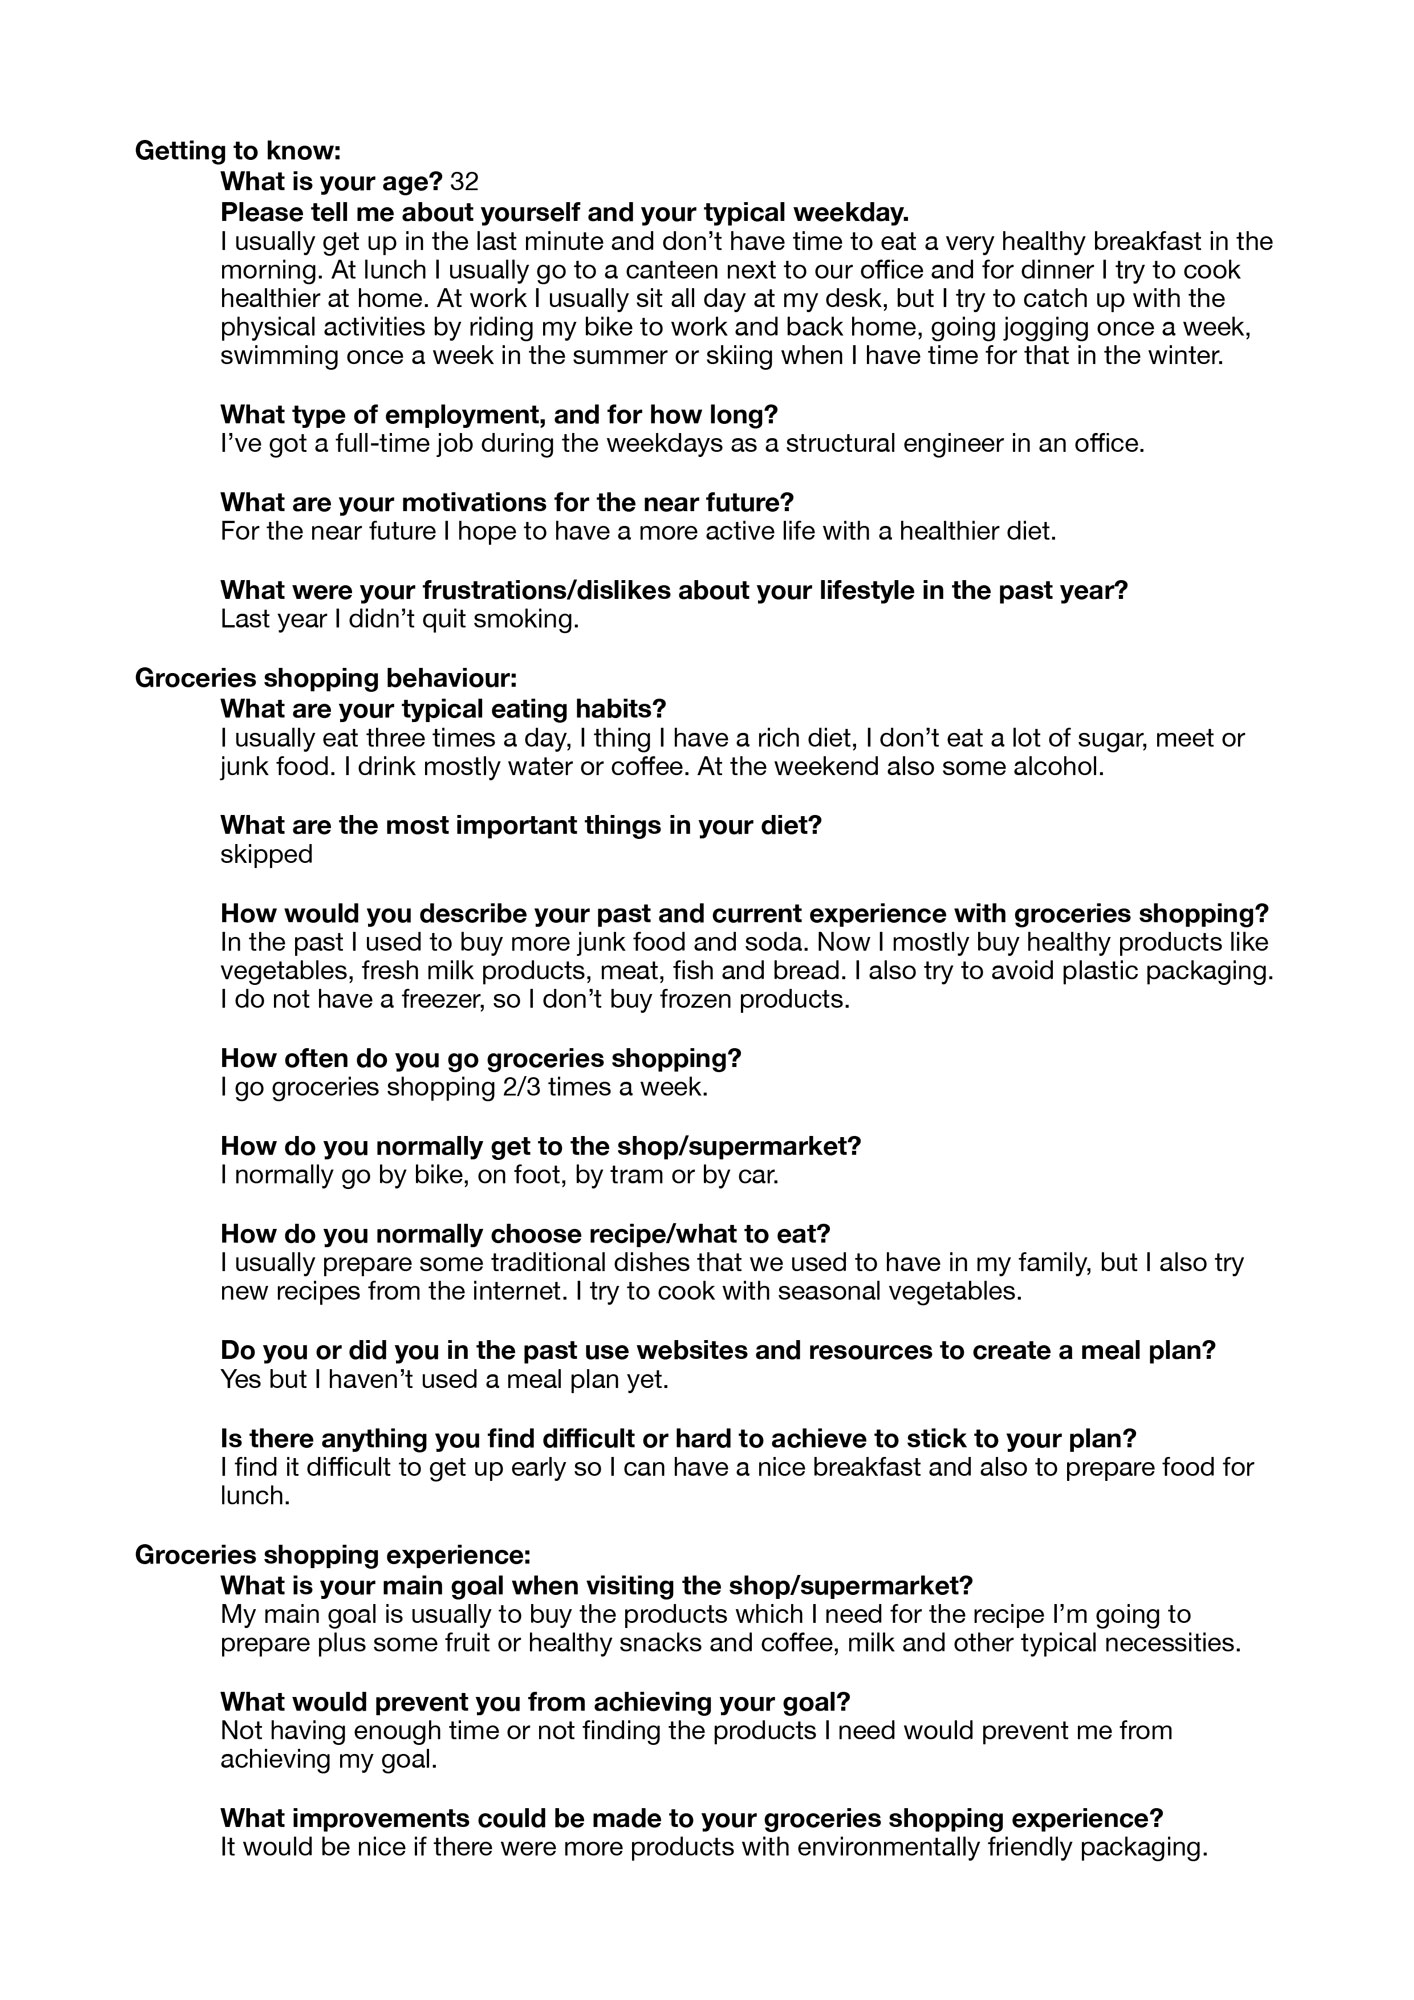 Getting to know:
What is your age? 32
Please tell me about yourself and your typical weekday.
I usually get up in the last minute and don’t have time to eat a very healthy breakfast in the
morning. At lunch I usually go to a canteen next to our office and for dinner I try to cook
healthier at home. At work I usually sit all day at my desk, but I try to catch up with the
physical activities by riding my bike to work and back home, going jogging once a week,
swimming once a week in the summer or skiing when I have time for that in the winter.
What type of employment, and for how long?
I’ve got a full-time job during the weekdays as a structural engineer in an office.
What are your motivations for the near future?
For the near future I hope to have a more active life with a healthier diet.
What were your frustrations/dislikes about your lifestyle in the past year?
Last year I didn’t quit smoking.
Groceries shopping behaviour:
What are your typical eating habits?
I usually eat three times a day, I thing I have a rich diet, I don’t eat a lot of sugar, meet or
junk food. I drink mostly water or coffee. At the weekend also some alcohol.
What are the most important things in your diet?
skipped
How would you describe your past and current experience with groceries shopping?
In the past I used to buy more junk food and soda. Now I mostly buy healthy products like
vegetables, fresh milk products, meat, fish and bread. I also try to avoid plastic packaging.
I do not have a freezer, so I don’t buy frozen products.
How often do you go groceries shopping?
I go groceries shopping 2/3 times a week.
How do you normally get to the shop/supermarket?
I normally go by bike, on foot, by tram or by car.
How do you normally choose recipe/what to eat?
I usually prepare some traditional dishes that we used to have in my family, but I also try
new recipes from the internet. I try to cook with seasonal vegetables.
Do you or did you in the past use websites and resources to create a meal plan?
Yes but I haven’t used a meal plan yet.
Is there anything you find difficult or hard to achieve to stick to your plan?
I find it difficult to get up early so I can have a nice breakfast and also to prepare food for
lunch.
Groceries shopping experience:
What is your main goal when visiting the shop/supermarket?
My main goal is usually to buy the products which I need for the recipe I’m going to
prepare plus some fruit or healthy snacks and coffee, milk and other typical necessities.
What would prevent you from achieving your goal?
Not having enough time or not finding the products I need would prevent me from
achieving my goal.
What improvements could be made to your groceries shopping experience?
It would be nice if there were more products with environmentally friendly packaging.